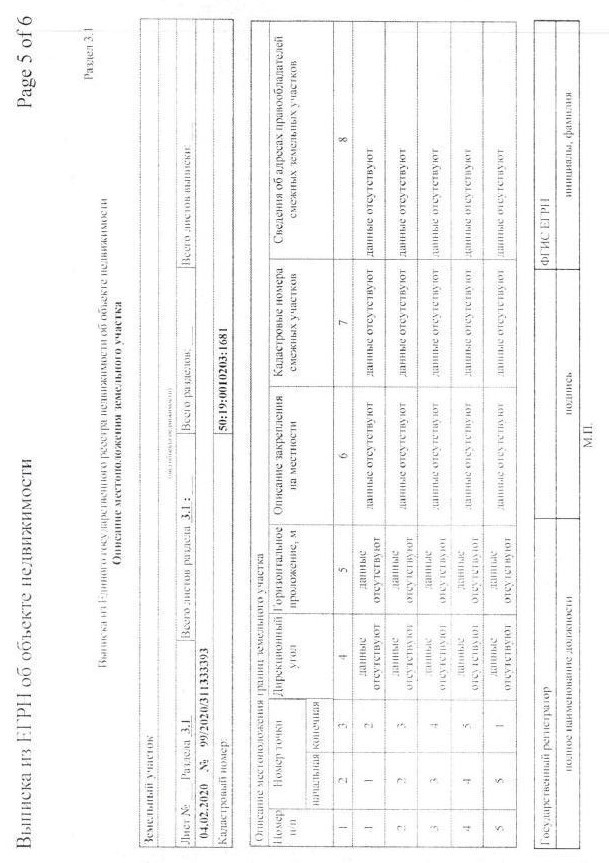 Выписка из ЕГРН об объекте недвижимости Page 5 of 6
Раздел 3.1
Выписка из Единого государственного реестра недвижимости об объекте недвижимости
Описание местоположения земельного участка
Земельный участок
вид объекта недвижимости
Лист № Раздела 3.1 Всего листов раздела 3.1 : Всего разделов: Всего листов выписки:
04.02.2020 № 99/2020/311333393
Кадастровый номер: 50:19:0010203:1681
Описание местоположения границ земельного участка
Номер п/п Номер точки Дирекционный угол Горизонтальное проложение, м Описание закрепления на местности Кадастровые номера смежных участков Сведения об адресах правообладателей смежных земельных участков
начальная конечная
1 2 3 4 5 6 7 8
1 1 2 данные отсутствуют данные отсутствуют данные отсутствуют данные отсутствуют данные отсутствуют
2 2 3 данные отсутствуют данные отсутствуют данные отсутствуют данные отсутствуют данные отсутствуют
3 3 4 данные отсутствуют данные отсутствуют данные отсутствуют данные отсутствуют данные отсутствуют
4 4 5 данные отсутствуют данные отсутствуют данные отсутствуют данные отсутствуют данные отсутствуют
5 5 1 данные отсутствуют данные отсутствуют данные отсутствуют данные отсутствуют данные отсутствуют
Государственный регистратор ФГИС ЕГРН
полное наименование должности подпись инициалы, фамилия
М.П.